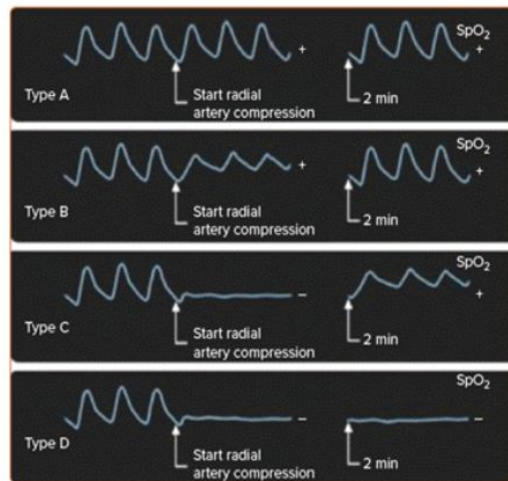 SpO2
+ +
Type A
Start radial
artery compression
2 min
SpO2
+ +
Type B
Start radial
artery compression
2 min
SpO2
– +
Type C
Start radial
artery compression
2 min
SpO2
– –
Type D
Start radial
artery compression
2 min